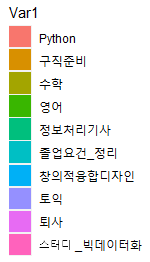 Var1
Python
구직준비
수학
영어
정보처리기사
졸업요건_정리
창의적융합디자인
토익
퇴사
스터디 _빅데이터화